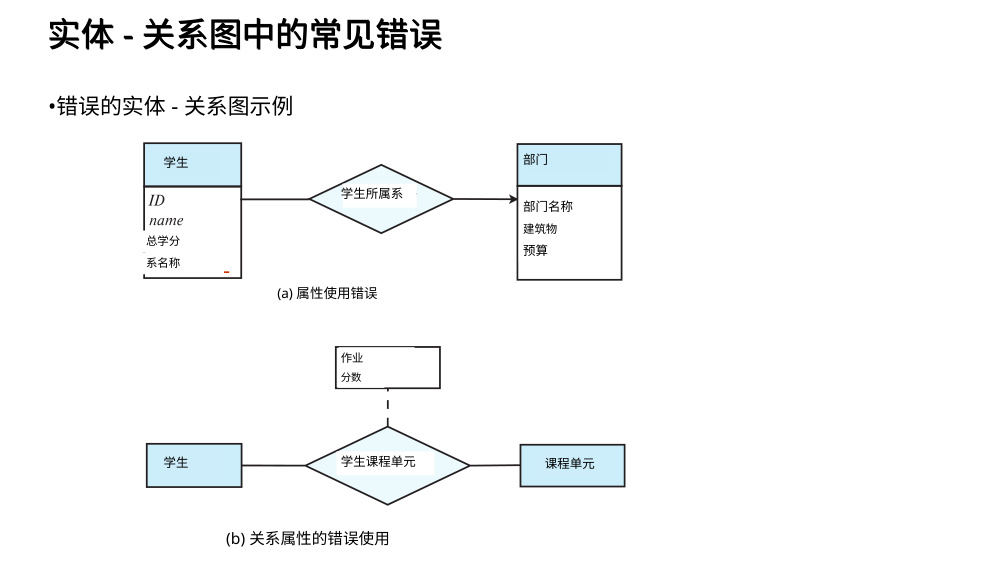 实体 - 关系图中的常见错误
•错误的实体 - 关系图示例
学生
ID
name
总学分
系名称
学生所属系
部门
部门名称
建筑物
预算
(a) 属性使用错误
作业
分数
学生
学生课程单元
课程单元
(b) 关系属性的错误使用